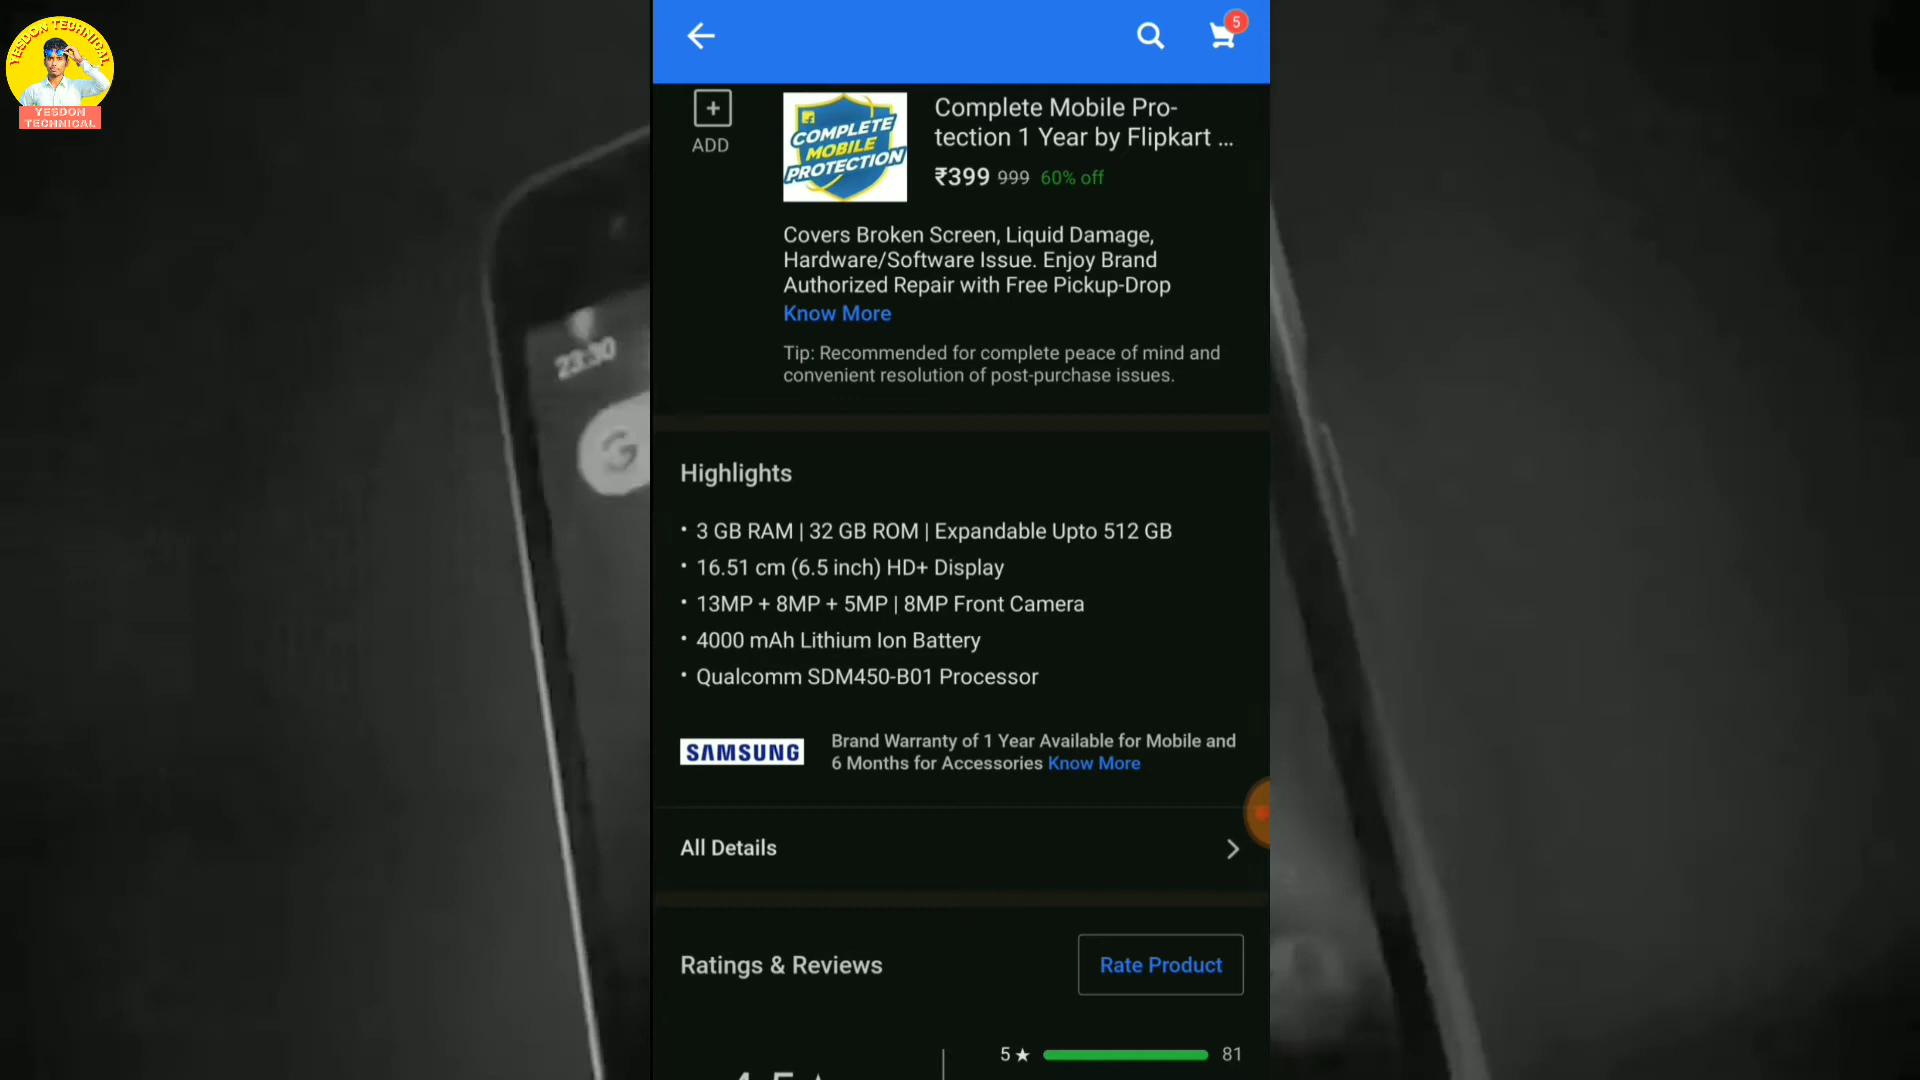 YESDON TECHNICAL
YESDON
TECHNICAL
5
ADD
COMPLETE
MOBILE
PROTECTION
Complete Mobile Pro-
tection 1 Year by Flipkart ...
₹399 999 60% off
Covers Broken Screen, Liquid Damage,
Hardware/Software Issue. Enjoy Brand
Authorized Repair with Free Pickup-Drop
Know More
Tip: Recommended for complete peace of mind and
convenient resolution of post-purchase issues.
23:30
G
Highlights
• 3 GB RAM | 32 GB ROM | Expandable Upto 512 GB
• 16.51 cm (6.5 inch) HD+ Display
• 13MP + 8MP + 5MP | 8MP Front Camera
• 4000 mAh Lithium Ion Battery
• Qualcomm SDM450-B01 Processor
SAMSUNG
Brand Warranty of 1 Year Available for Mobile and
6 Months for Accessories Know More
All Details
Ratings & Reviews
Rate Product
5 ★ 81